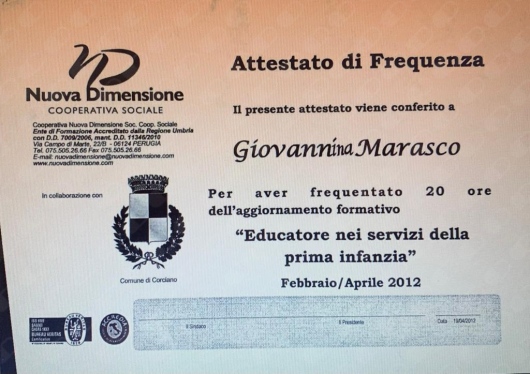 Nuova Dimensione
COOPERATIVA SOCIALE
Cooperativa Nuova Dimensione Soc. Coop. Sociale
Ente di Formazione Accreditato dalla Regione Umbria
con D.D. 7009/2006, mant. D.D. 11346/2010
Via Campo di Marte, 22/B - 06124 PERUGIA
Tel. 075.505.26.66 Fax 075.505.26.66
E-mail: nuovadimensione@nuovadimensione.com
www.nuovadimensione.com
In collaborazione con
Comune di Corciano
Attestato di Frequenza
Il presente attestato viene conferito a
Giovannina Marasco
Per aver frequentato 20 ore
dell'aggiornamento formativo
"Educatore nei servizi della
prima infanzia"
Febbraio/Aprile 2012
Il Sindaco
Il Presidente
Data
BUREAU VERITAS
Certification